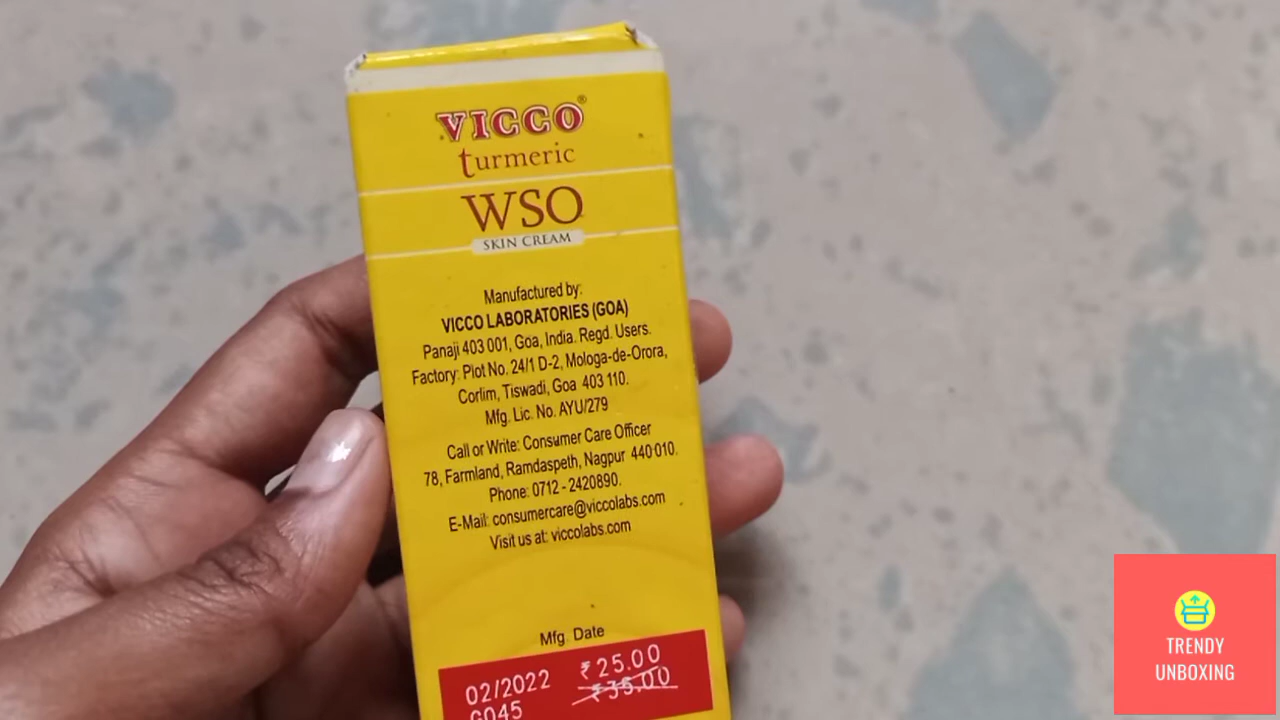 VICCO®
turmeric
WSO
SKIN CREAM
Manufactured by:
VICCO LABORATORIES (GOA)
Panaji 403 001, Goa, India. Regd. Users.
Factory: Plot No. 24/1 D-2, Mologa-de-Orora,
Corlim, Tiswadi, Goa 403 110.
Mfg. Lic. No. AYU/279
Call or Write: Consumer Care Officer
78, Farmland, Ramdaspeth, Nagpur 440 010.
Phone: 0712 - 2420890.
E-Mail: consumercare@viccolabs.com
Visit us at: viccolabs.com
Mfg. Date
02/2022 ₹25.00
₹35.00
G045
TRENDY
UNBOXING